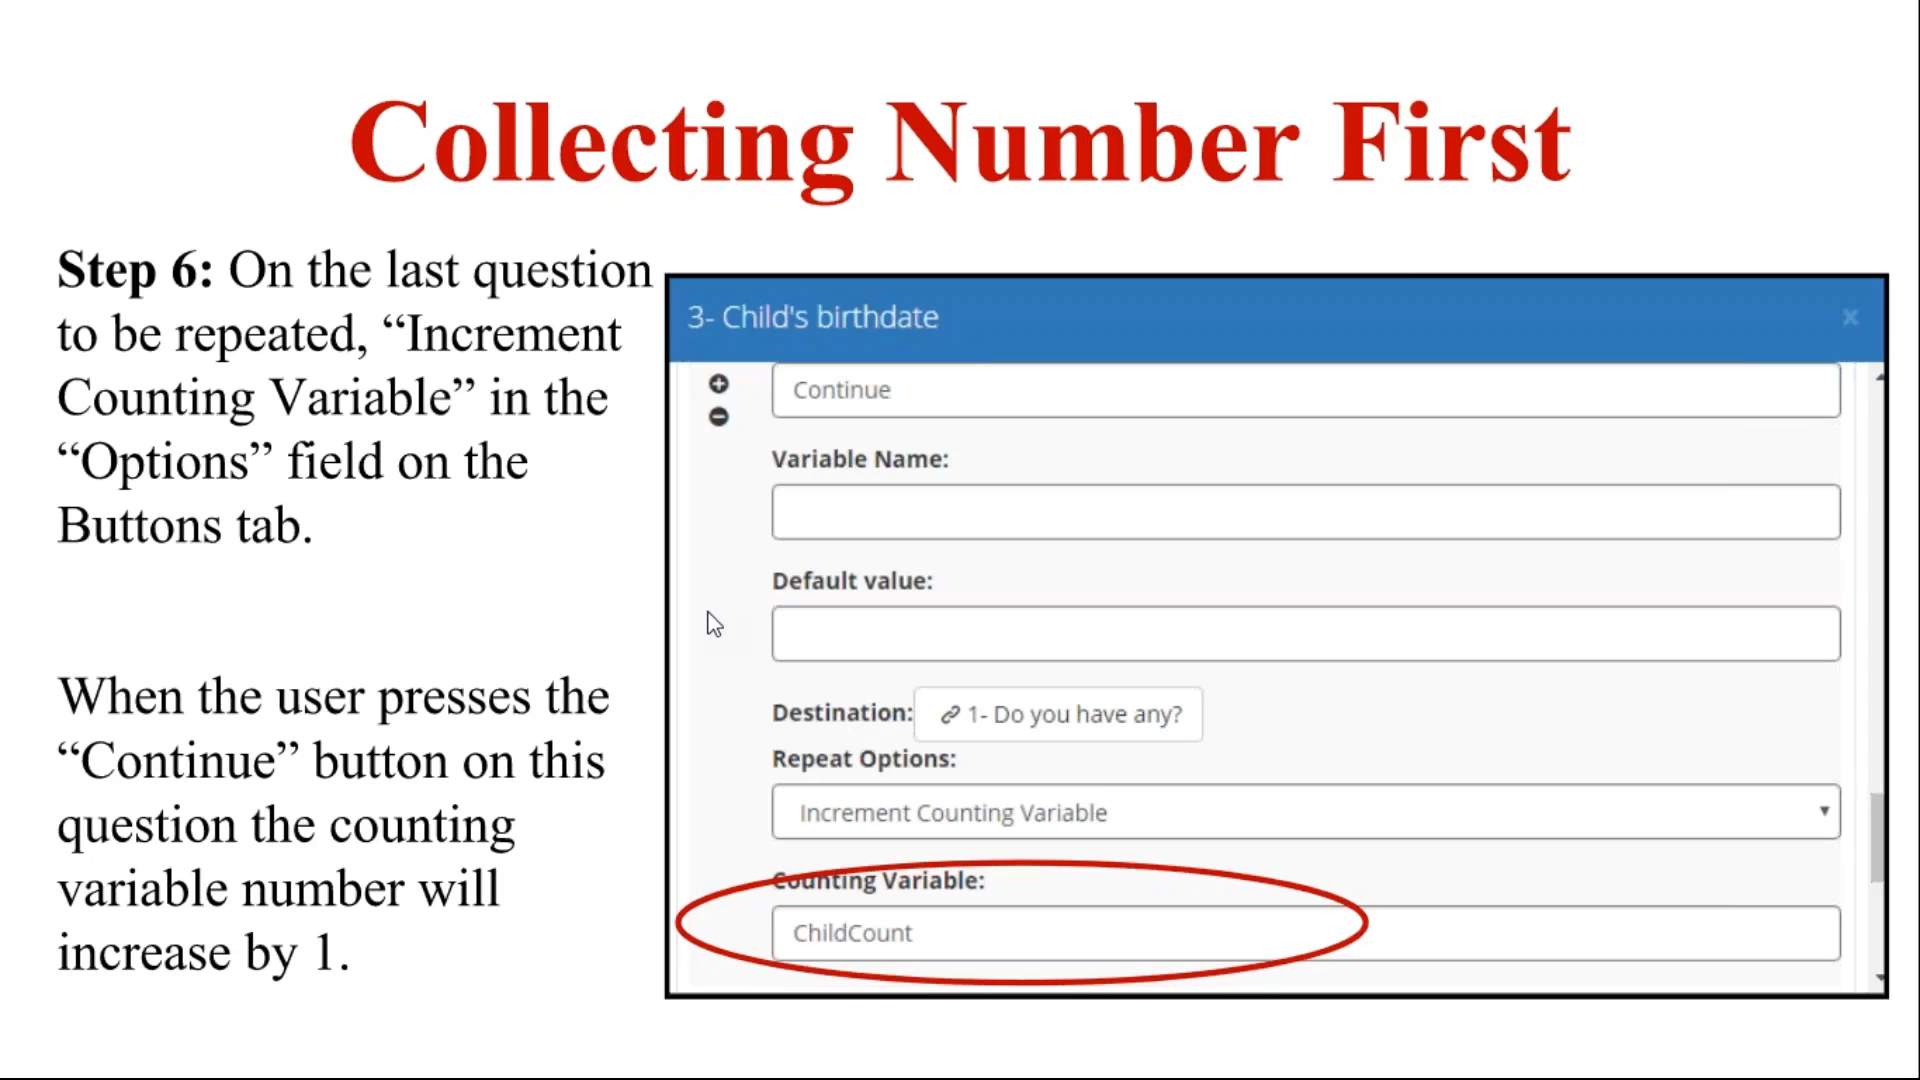 Collecting Number First
Step 6: On the last question
to be repeated, “Increment
Counting Variable” in the
“Options” field on the
Buttons tab.
When the user presses the
“Continue” button on this
question the counting
variable number will
increase by 1.
3- Child's birthdate
Continue
Variable Name:
Default value:
Destination: 1- Do you have any?
Repeat Options:
Increment Counting Variable
Counting Variable:
ChildCount